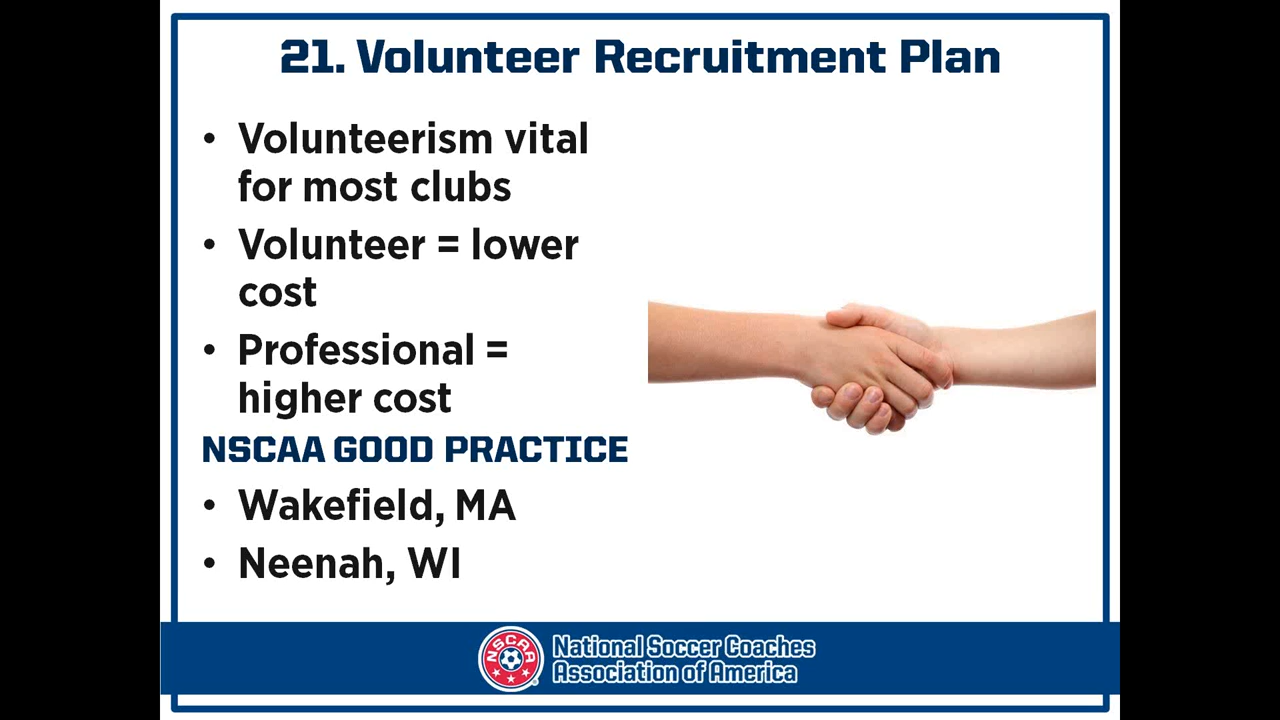 21. Volunteer Recruitment Plan
• Volunteerism vital
for most clubs
• Volunteer = lower
cost
• Professional =
higher cost
NSCAA GOOD PRACTICE
• Wakefield, MA
• Neenah, WI
NSCAA
National Soccer Coaches
Association of America